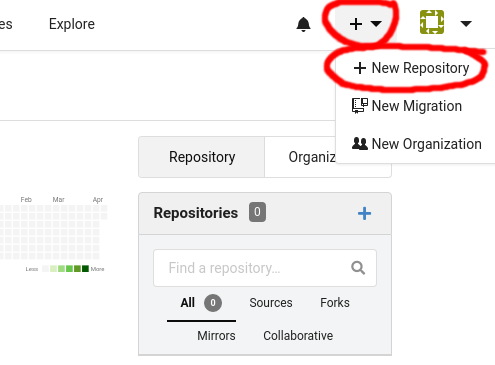 es Explore
New Repository
New Migration
New Organization
Repository Organiz
Feb Mar Apr
Repositories 0
Find a repository...
Less More
All 0 Sources Forks
Mirrors Collaborative